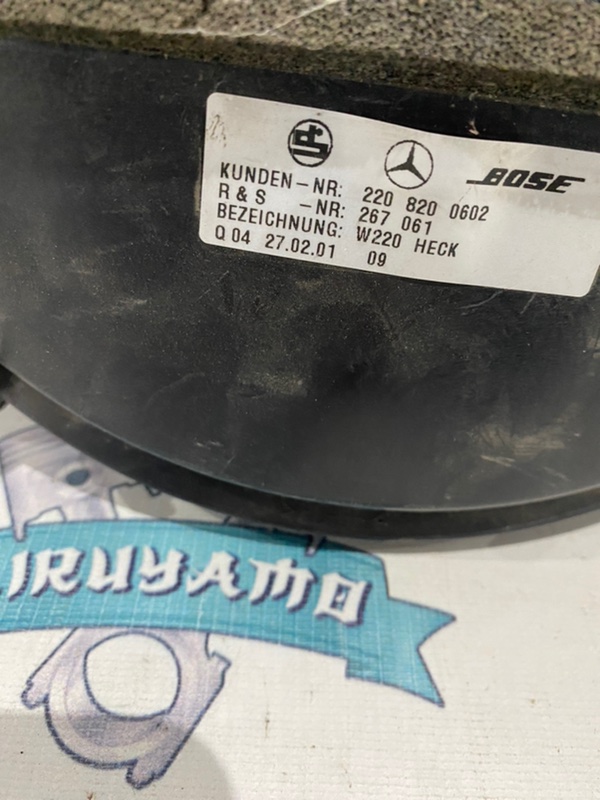 BOSE
KUNDEN-NR: 220 820 0602
R & S -NR: 267 061
BEZEICHNUNG: W220 HECK
Q 04 27.02.01 09
IRUYAMO